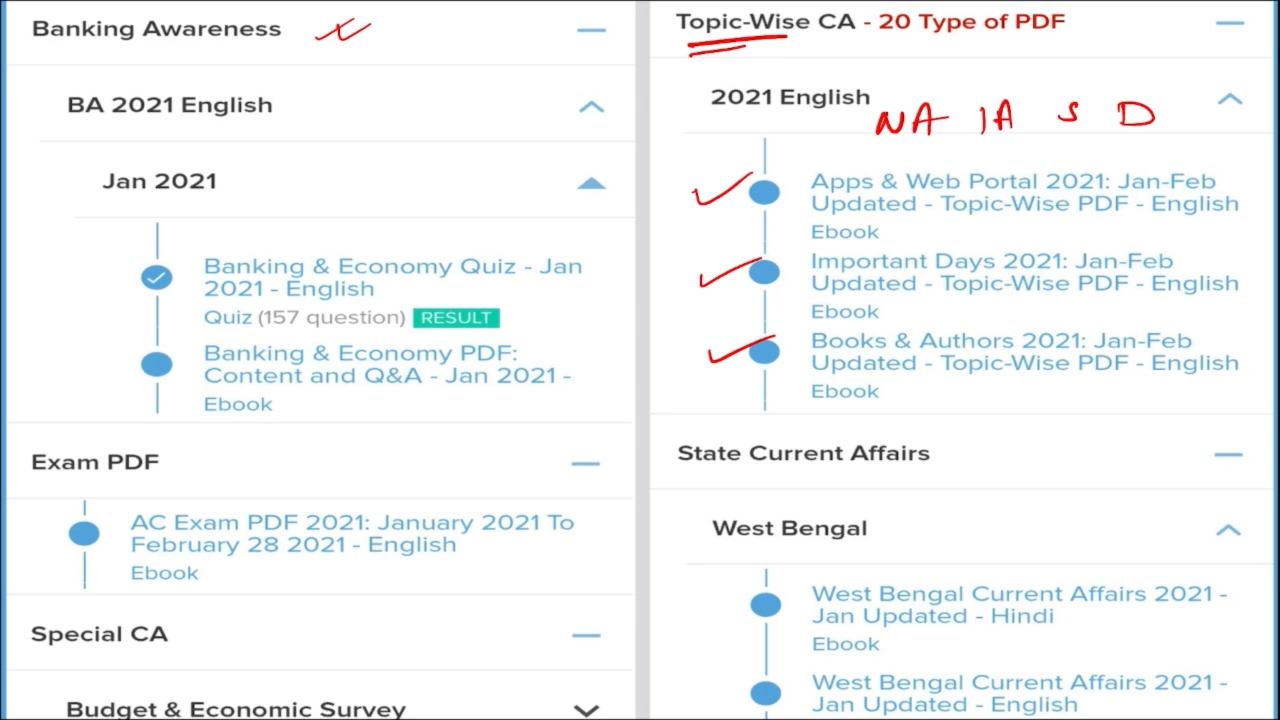 Banking Awareness
BA 2021 English
Jan 2021
Banking & Economy Quiz - Jan
2021 - English
Quiz (157 question) RESULT
Banking & Economy PDF:
Content and Q&A - Jan 2021 -
Ebook
Exam PDF
AC Exam PDF 2021: January 2021 To
February 28 2021 - English
Ebook
Special CA
Budget & Economic Survey
Topic-Wise CA - 20 Type of PDF
2021 English
NA IA S D
Apps & Web Portal 2021: Jan-Feb
Updated - Topic-Wise PDF - English
Ebook
Important Days 2021: Jan-Feb
Updated - Topic-Wise PDF - English
Ebook
Books & Authors 2021: Jan-Feb
Updated - Topic-Wise PDF - English
Ebook
State Current Affairs
West Bengal
West Bengal Current Affairs 2021 -
Jan Updated - Hindi
Ebook
West Bengal Current Affairs 2021 -
Jan Updated - English